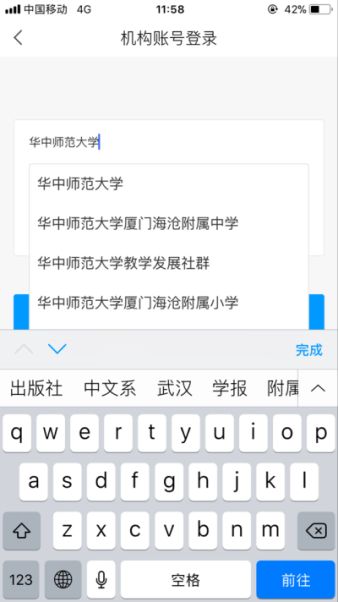 中国移动 4G 11:58 42%
机构账号登录
华中师范大学
华中师范大学
华中师范大学厦门海沧附属中学
华中师范大学教学发展社群
华中师范大学厦门海沧附属小学
完成
出版社 中文系 武汉 学报 附属
q w e r t y u i o p
a s d f g h j k l
z x c v b n m
123 空格 前往